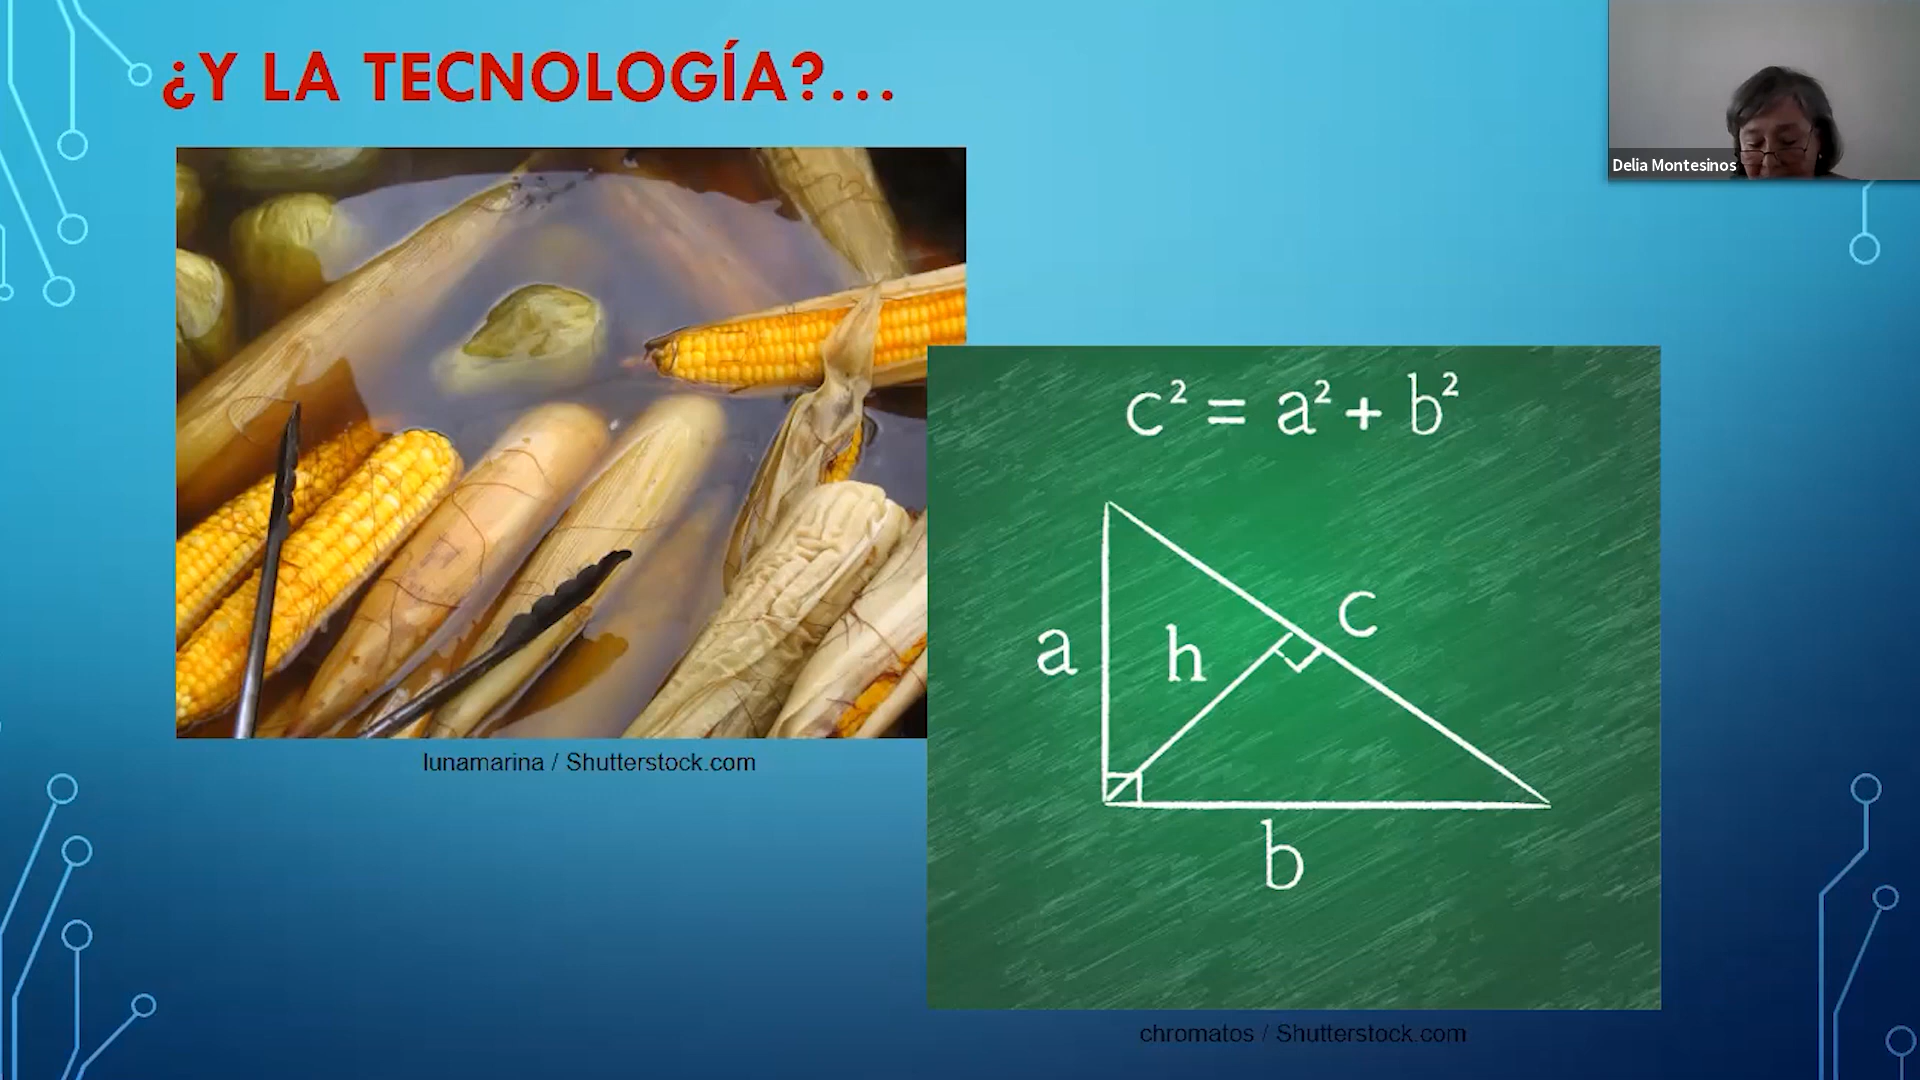 ¿Y LA TECNOLOGÍA?...
Delia Montesinos
c² = a² + b²
a
h
c
b
lunamarina / Shutterstock.com
chromatos / Shutterstock.com